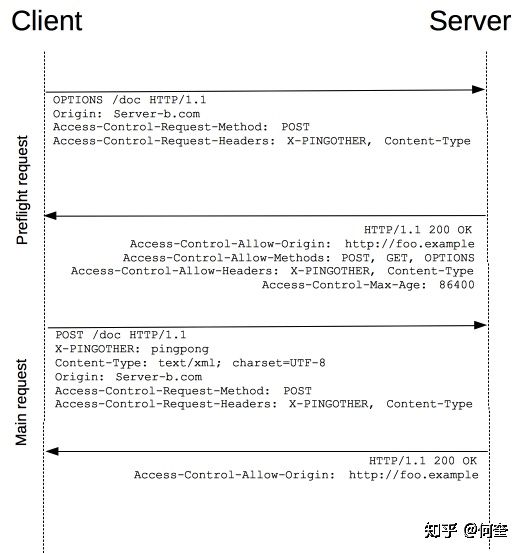 Client
Server
OPTIONS /doc HTTP/1.1
Origin: Server-b.com
Access-Control-Request-Method: POST
Access-Control-Request-Headers: X-PINGOTHER, Content-Type
Preflight request
HTTP/1.1 200 OK
Access-Control-Allow-Origin: http://foo.example
Access-Control-Allow-Methods: POST, GET, OPTIONS
Access-Control-Allow-Headers: X-PINGOTHER, Content-Type
Access-Control-Max-Age: 86400
POST /doc HTTP/1.1
X-PINGOTHER: pingpong
Content-Type: text/xml; charset=UTF-8
Origin: Server-b.com
Access-Control-Request-Method: POST
Access-Control-Request-Headers: X-PINGOTHER, Content-Type
Main request
HTTP/1.1 200 OK
Access-Control-Allow-Origin: http://foo.example
知乎 @何奎